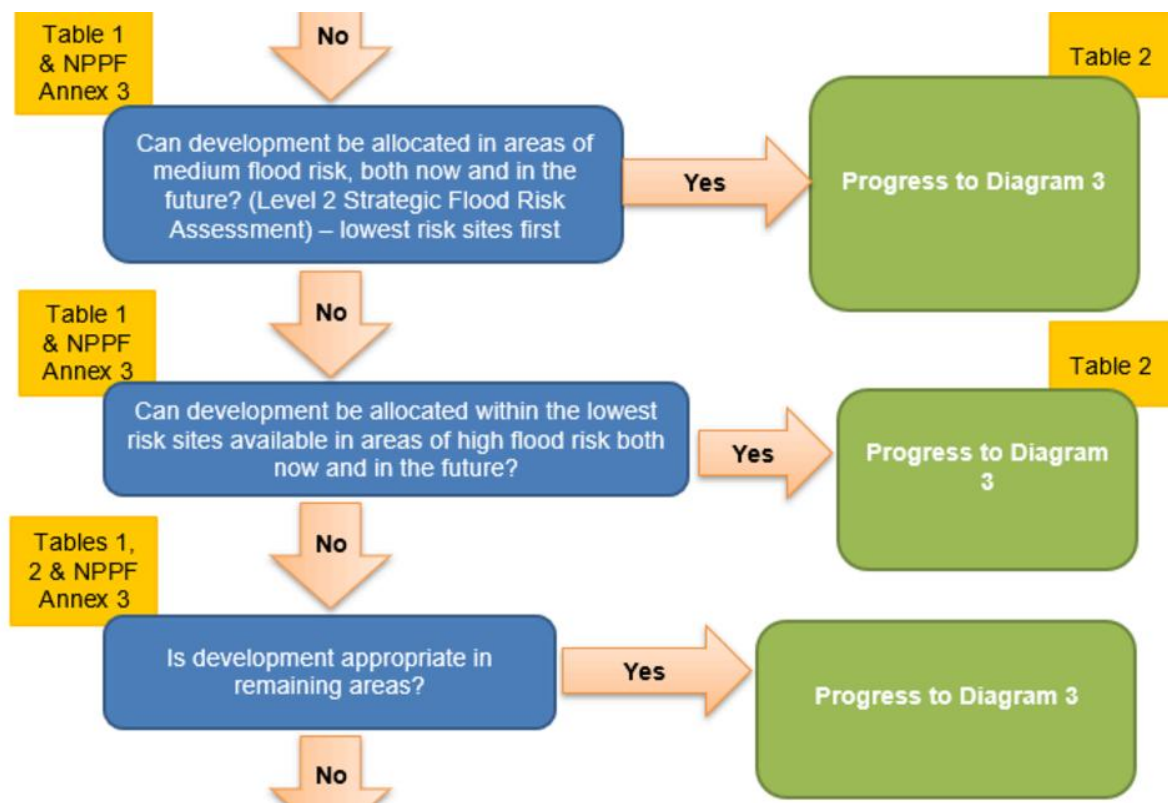 Table 1
& NPPF
Annex 3
No
Table 2
Can development be allocated in areas of
medium flood risk, both now and in the
future? (Level 2 Strategic Flood Risk
Assessment) – lowest risk sites first
Yes
Progress to Diagram 3
Table 1
& NPPF
Annex 3
No
Table 2
Can development be allocated within the lowest
risk sites available in areas of high flood risk both
now and in the future?
Yes
Progress to Diagram
3
Tables 1,
2 & NPPF
Annex 3
No
Is development appropriate in
remaining areas?
Yes
Progress to Diagram 3
No